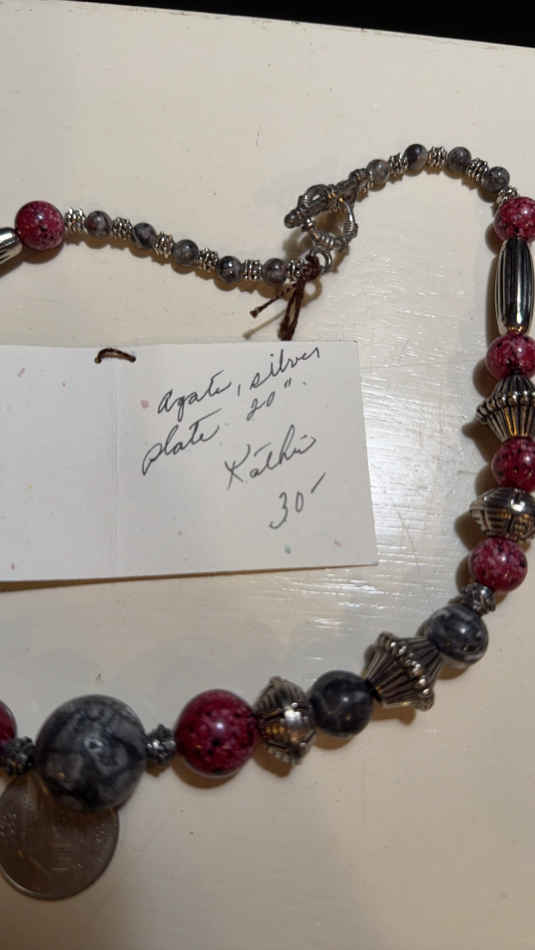 Agate, silver
plate. 20".
Kathi
30-